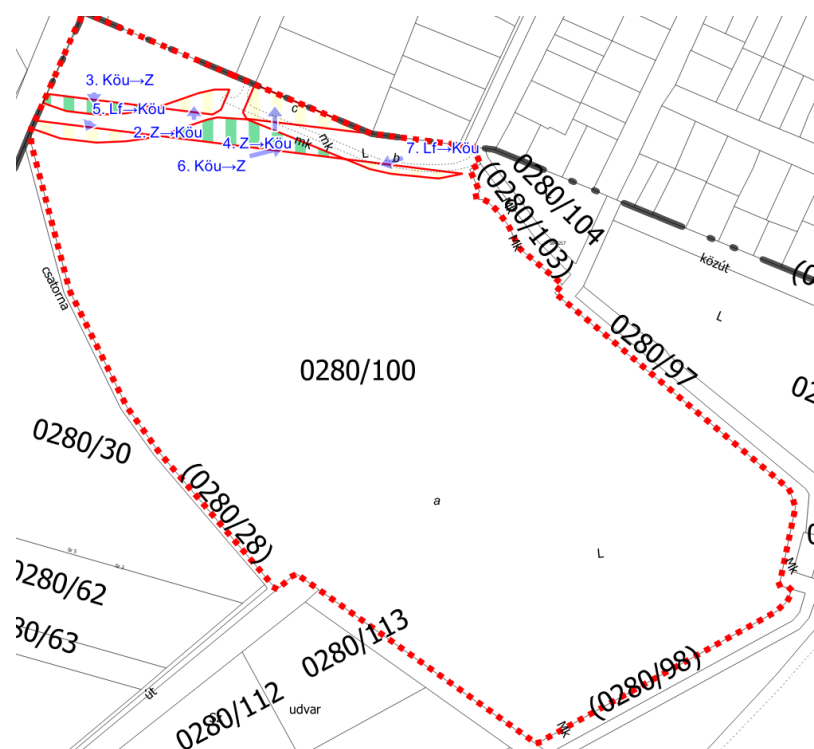 3. Köu→Z
5. Lf→Köu
c
2. Z→Köu
4. Z→Köu
mk
mk
L
b
7. Lf→Köu
6. Köu→Z
0280/104
(0280/103)
Mk
közút
L
csatorna
0280/97
0280/100
0280/30
(0280/28)
a
L
Mk
0280/62
80/63
0280/113
(0280/98)
út
0280/112
udvar
Mk